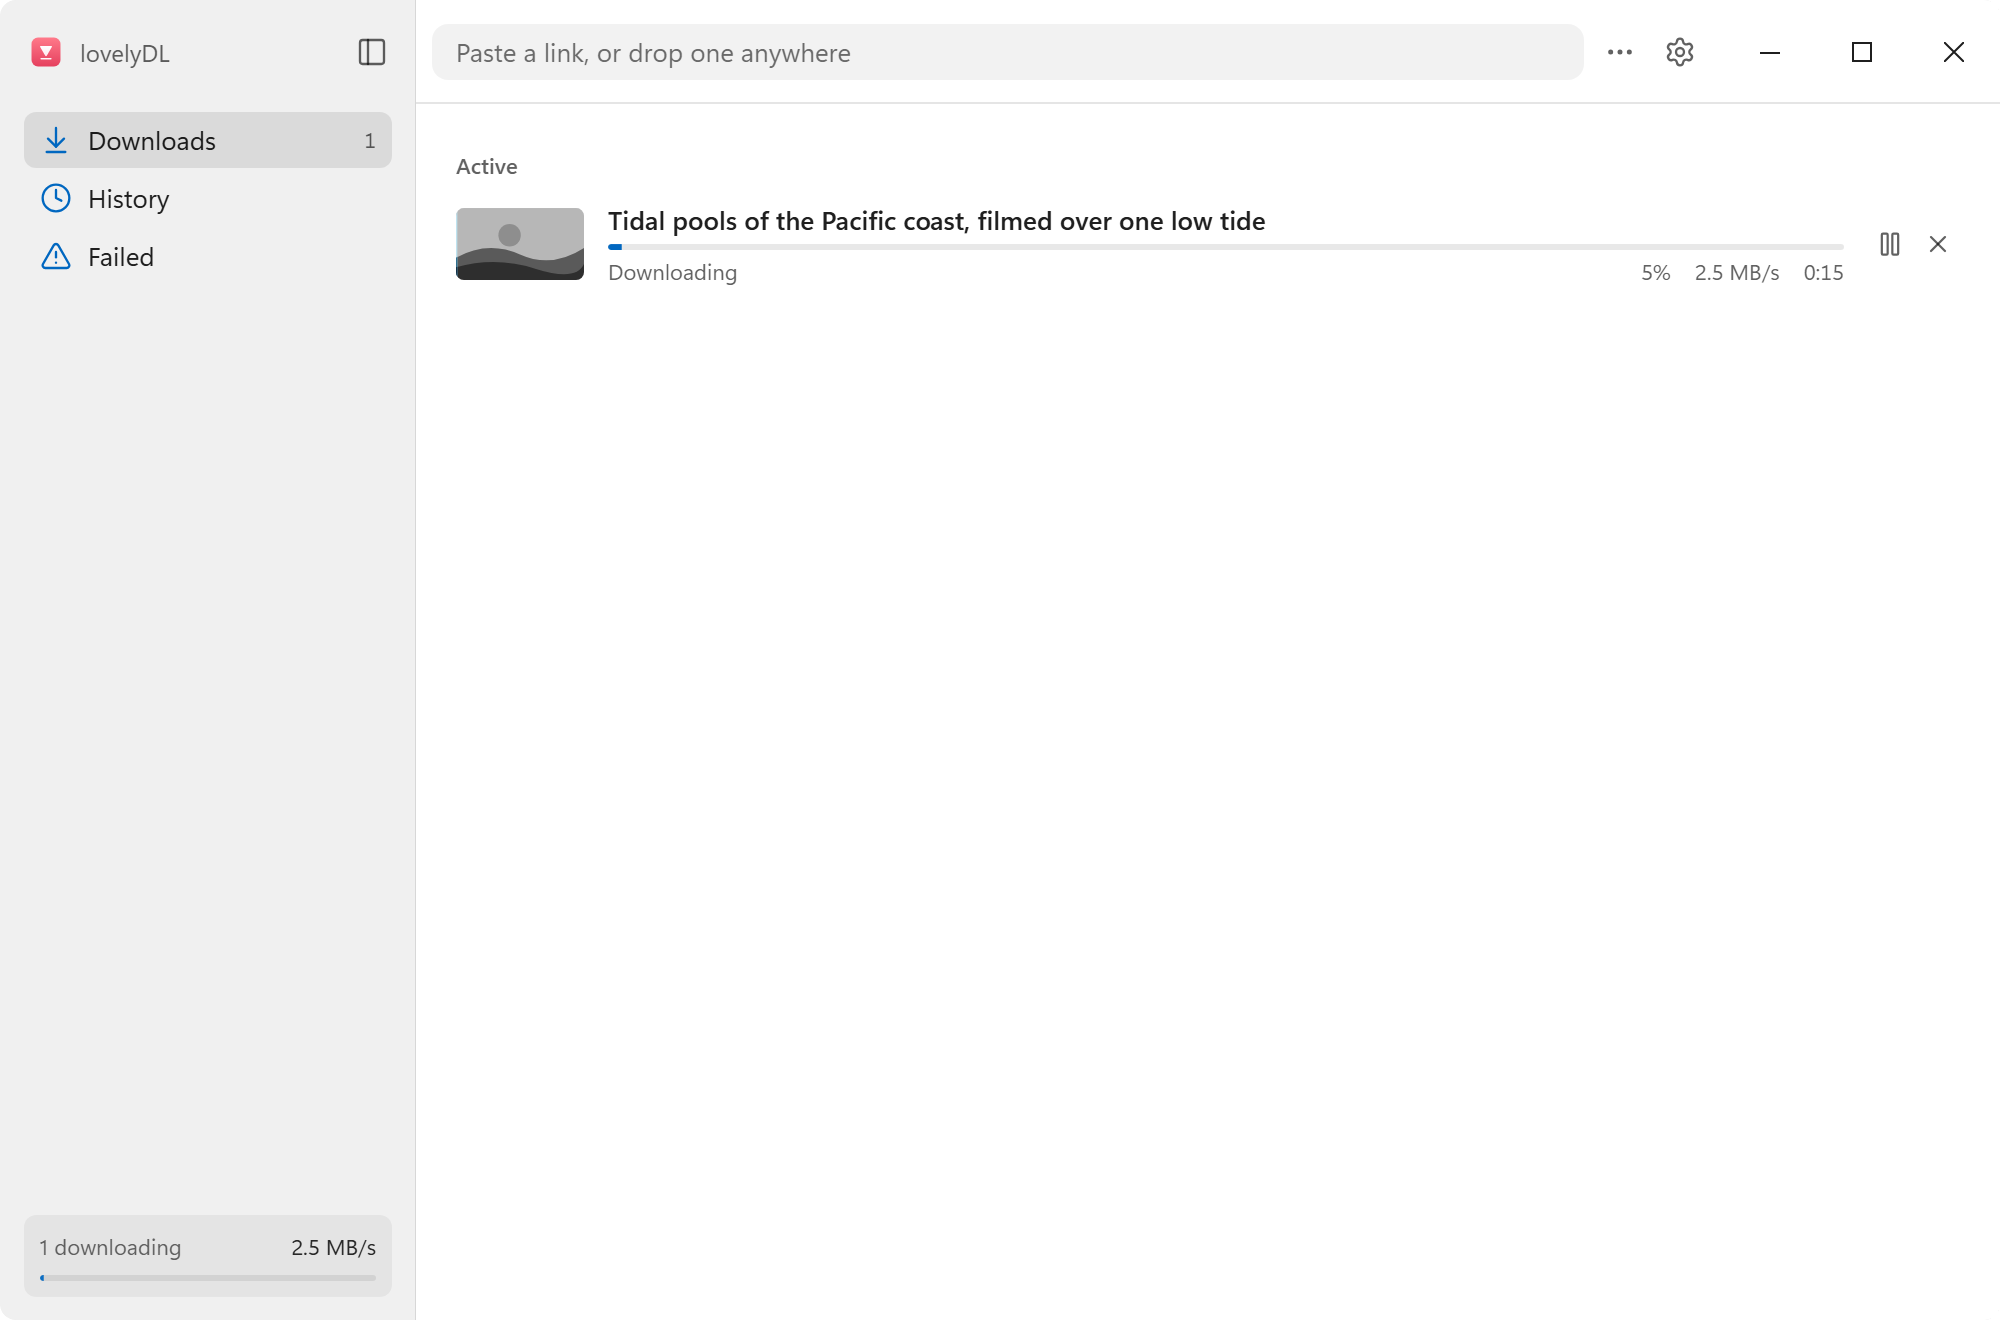 lovelyDL
Paste a link, or drop one anywhere
Downloads 1
History
Failed
Active
Tidal pools of the Pacific coast, filmed over one low tide
Downloading 5% 2.5 MB/s 0:15
1 downloading 2.5 MB/s